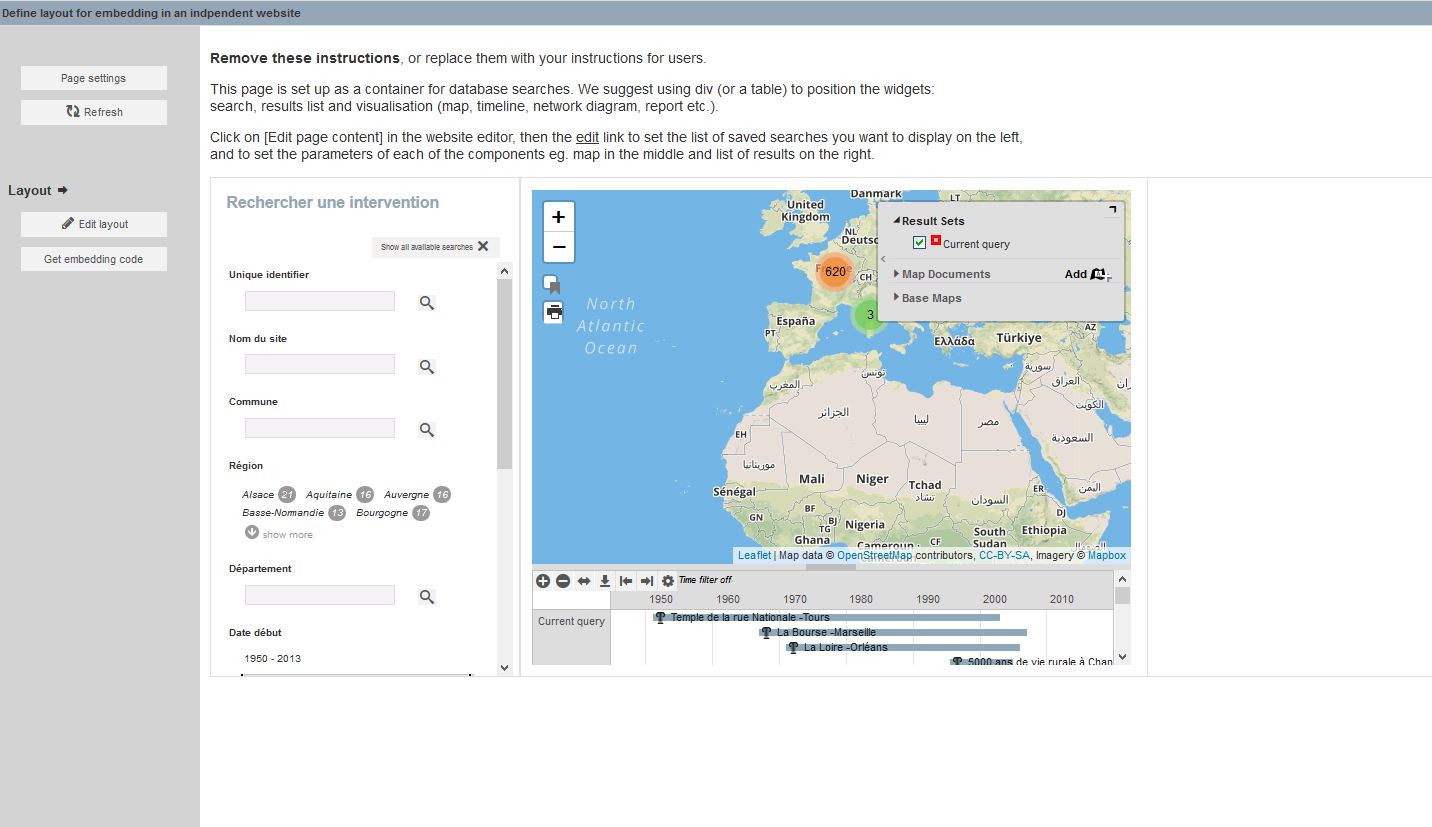 Define layout for embedding in an indpendent website
Page settings
Refresh
Layout
Edit layout
Get embedding code
Remove these instructions, or replace them with your instructions for users.
This page is set up as a container for database searches. We suggest using div (or a table) to position the widgets:
search, results list and visualisation (map, timeline, network diagram, report etc.).
Click on [Edit page content] in the website editor, then the edit link to set the list of saved searches you want to display on the left,
and to set the parameters of each of the components eg. map in the middle and list of results on the right.
Rechercher une intervention
Show all available searches
Unique identifier
Nom du site
Commune
Région
Alsace 21 Aquitaine 16 Auvergne 16
Basse-Normandie 13 Bourgogne 17
show more
Département
Date début
1950 - 2013
+
−
Danmark
LT
United
Kingdom
NL
Deutsc
620
CH
3
España
PT
North
Atlantic
Ocean
Result Sets
Current query
Map Documents
Add
Base Maps
Ελλάδα
Türkiye
AZ
تونس
سورية
المغرب
العراق
الجزائر
ليبيا
مصر
الكويت
السعودية
EH
موريتانيا
Mali
Niger
Tchad
تشاد
السودان
ER
اليمن
Sénégal
GN
BF
BJ
TG
Nigeria
DJ
Ghana
Cameroun
CF
South
Sudan
Ethiopia
Leaflet | Map data © OpenStreetMap contributors, CC-BY-SA, Imagery © Mapbox
Time filter off
1950 1960 1970 1980 1990 2000 2010
Current query
Temple de la rue Nationale -Tours
La Bourse -Marseille
La Loire -Orléans
5000 ans de vie rurale à Chan